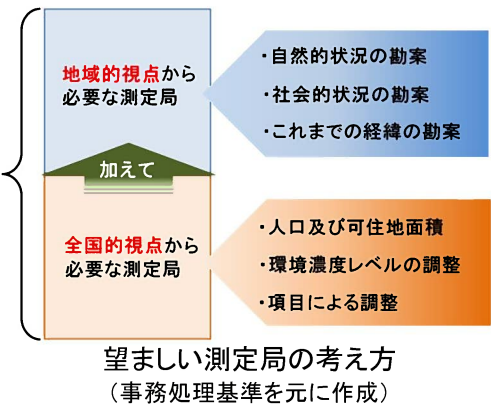 地域的視点から
必要な測定局
・自然的状況の勘案
・社会的状況の勘案
・これまでの経緯の勘案
加えて
全国的視点から
必要な測定局
・人口及び可住地面積
・環境濃度レベルの調整
・項目による調整
望ましい測定局の考え方
（事務処理基準を元に作成）